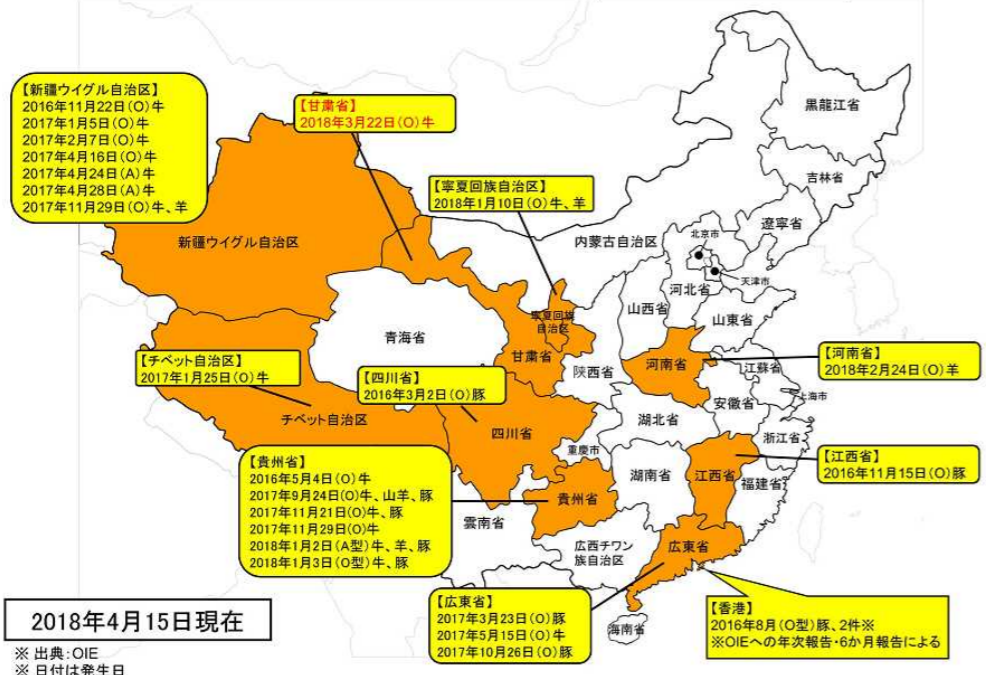 【新疆ウイグル自治区】
2016年11月22日(O)牛
2017年1月5日(O)牛
2017年2月7日(O)牛
2017年4月16日(O)牛
2017年4月24日(A)牛
2017年4月28日(A)牛
2017年11月29日(O)牛、羊
【甘粛省】
2018年3月22日(O)牛
【寧夏回族自治区】
2018年1月10日(O)牛、羊
黒龍江省
吉林省
遼寧省
北京市
天津市
内蒙古自治区
新疆ウイグル自治区
河北省
山西省
山東省
寧夏回族
自治区
青海省
甘粛省
陝西省
河南省
江蘇省
【河南省】
2018年2月24日(O)羊
【チベット自治区】
2017年1月25日(O)牛
【四川省】
2016年3月2日(O)豚
安徽省
上海市
チベット自治区
四川省
湖北省
重慶市
浙江省
【江西省】
2016年11月15日(O)豚
【貴州省】
2016年5月4日(O)牛
2017年9月24日(O)牛、山羊、豚
2017年11月21日(O)牛、豚
2017年11月29日(O)牛
2018年1月2日(A型)牛、羊、豚
2018年1月3日(O型)牛、豚
湖南省
江西省
福建省
貴州省
雲南省
広西チワン
族自治区
広東省
【広東省】
2017年3月23日(O)豚
2017年5月15日(O)牛
2017年10月26日(O)豚
海南省
【香港】
2016年8月(O型)豚、2件※
※OIEへの年次報告・6か月報告による
2018年4月15日現在
※ 出典:OIE
※ 日付は発生日